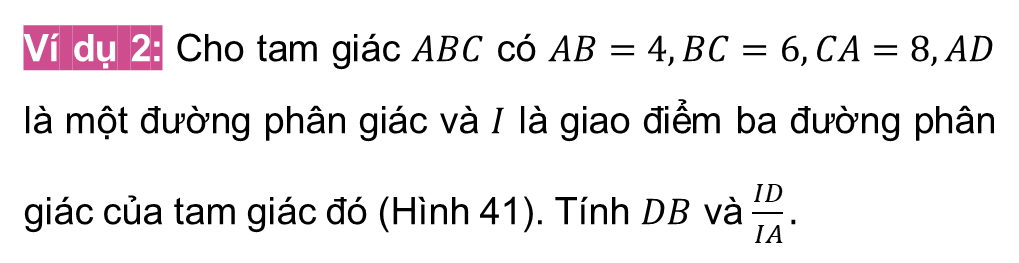 Ví dụ 2: Cho tam giác ABC có AB = 4, BC = 6, CA = 8, AD
là một đường phân giác và I là giao điểm ba đường phân
giác của tam giác đó (Hình 41). Tính DB và ID/IA.